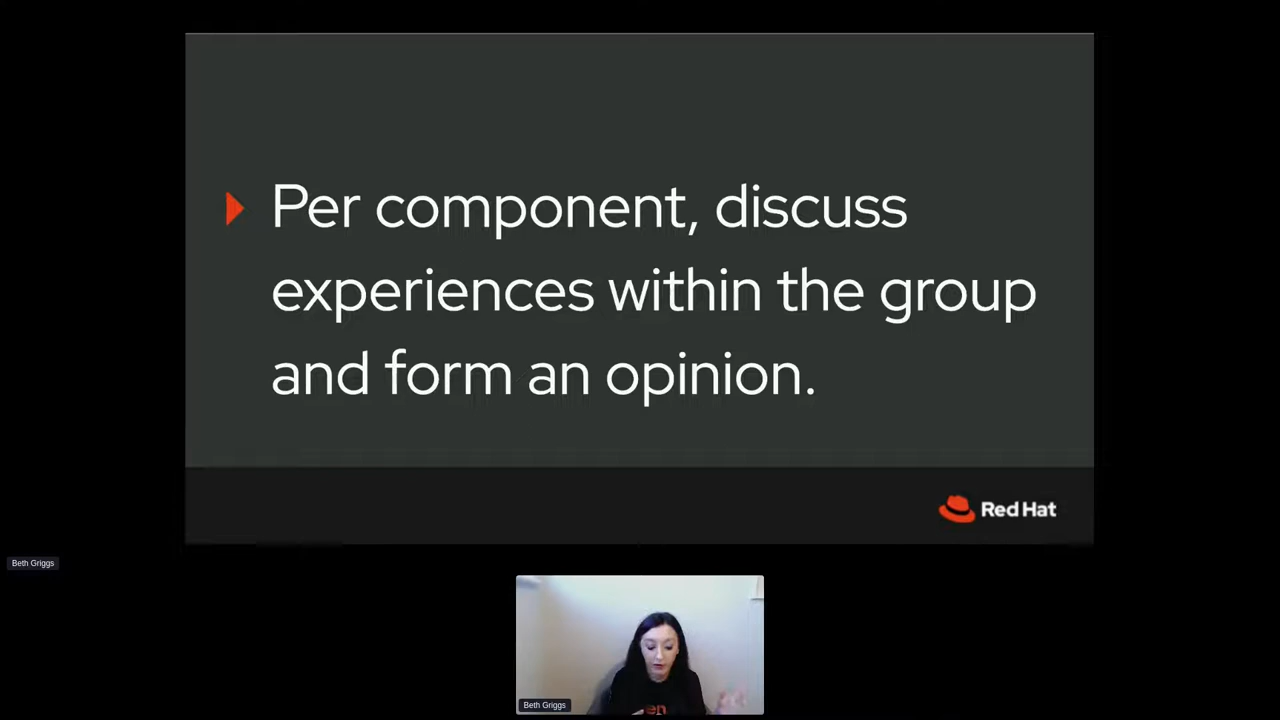 Per component, discuss
experiences within the group
and form an opinion.
Red Hat
Beth Griggs
Beth Griggs